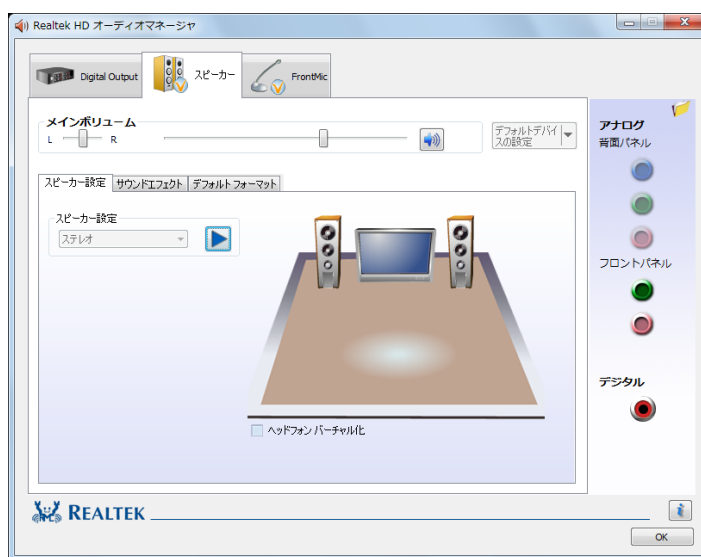 Realtek HD オーディオマネージャ
Digital Output
スピーカー
FrontMic
メインボリューム
L
R
デフォルトデバイ
スの設定
スピーカー設定
サウンドエフェクト
デフォルト フォーマット
スピーカー設定
ステレオ
ヘッドフォン バーチャル化
アナログ
背面パネル
フロントパネル
デジタル
REALTEK
OK